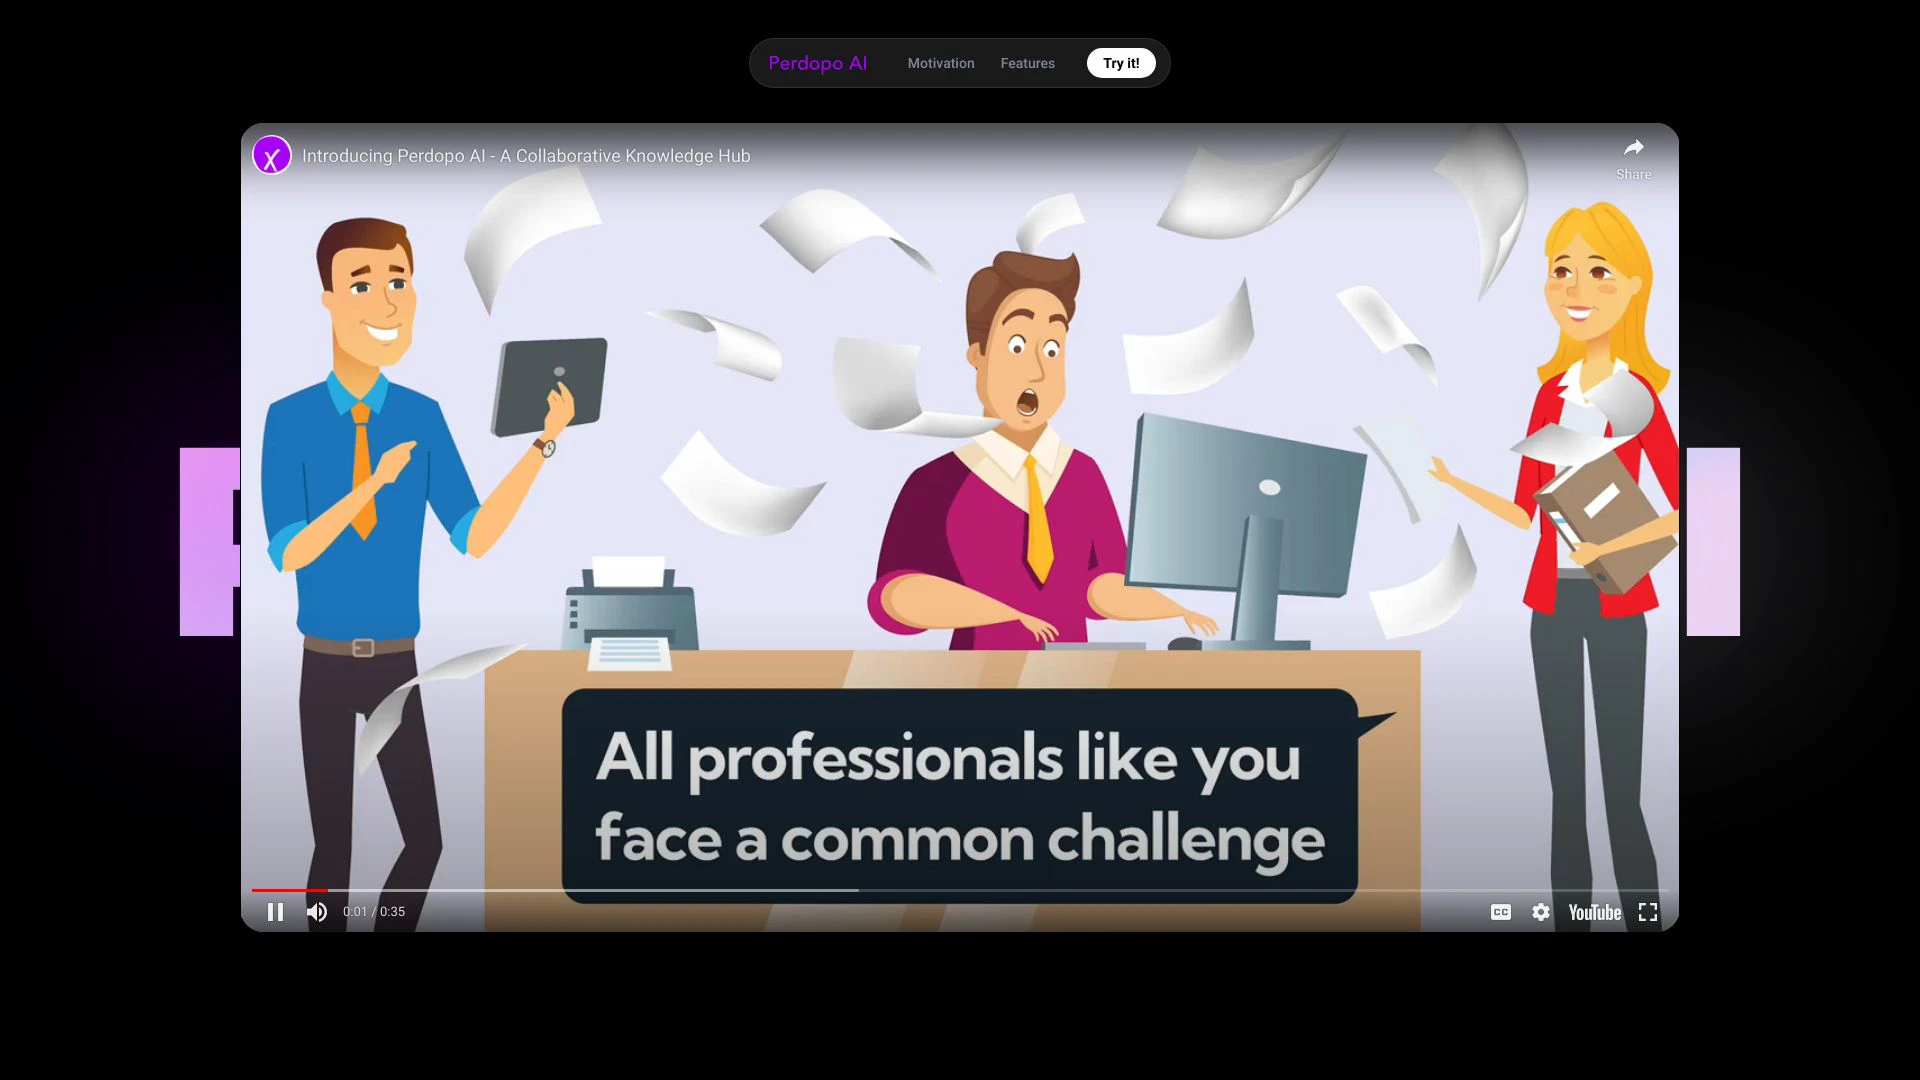 Perdopo AI
Motivation
Features
Try it!
X
Introducing Perdopo AI - A Collaborative Knowledge Hub
Share
All professionals like you
face a common challenge
0:01 / 0:35
CC
YouTube